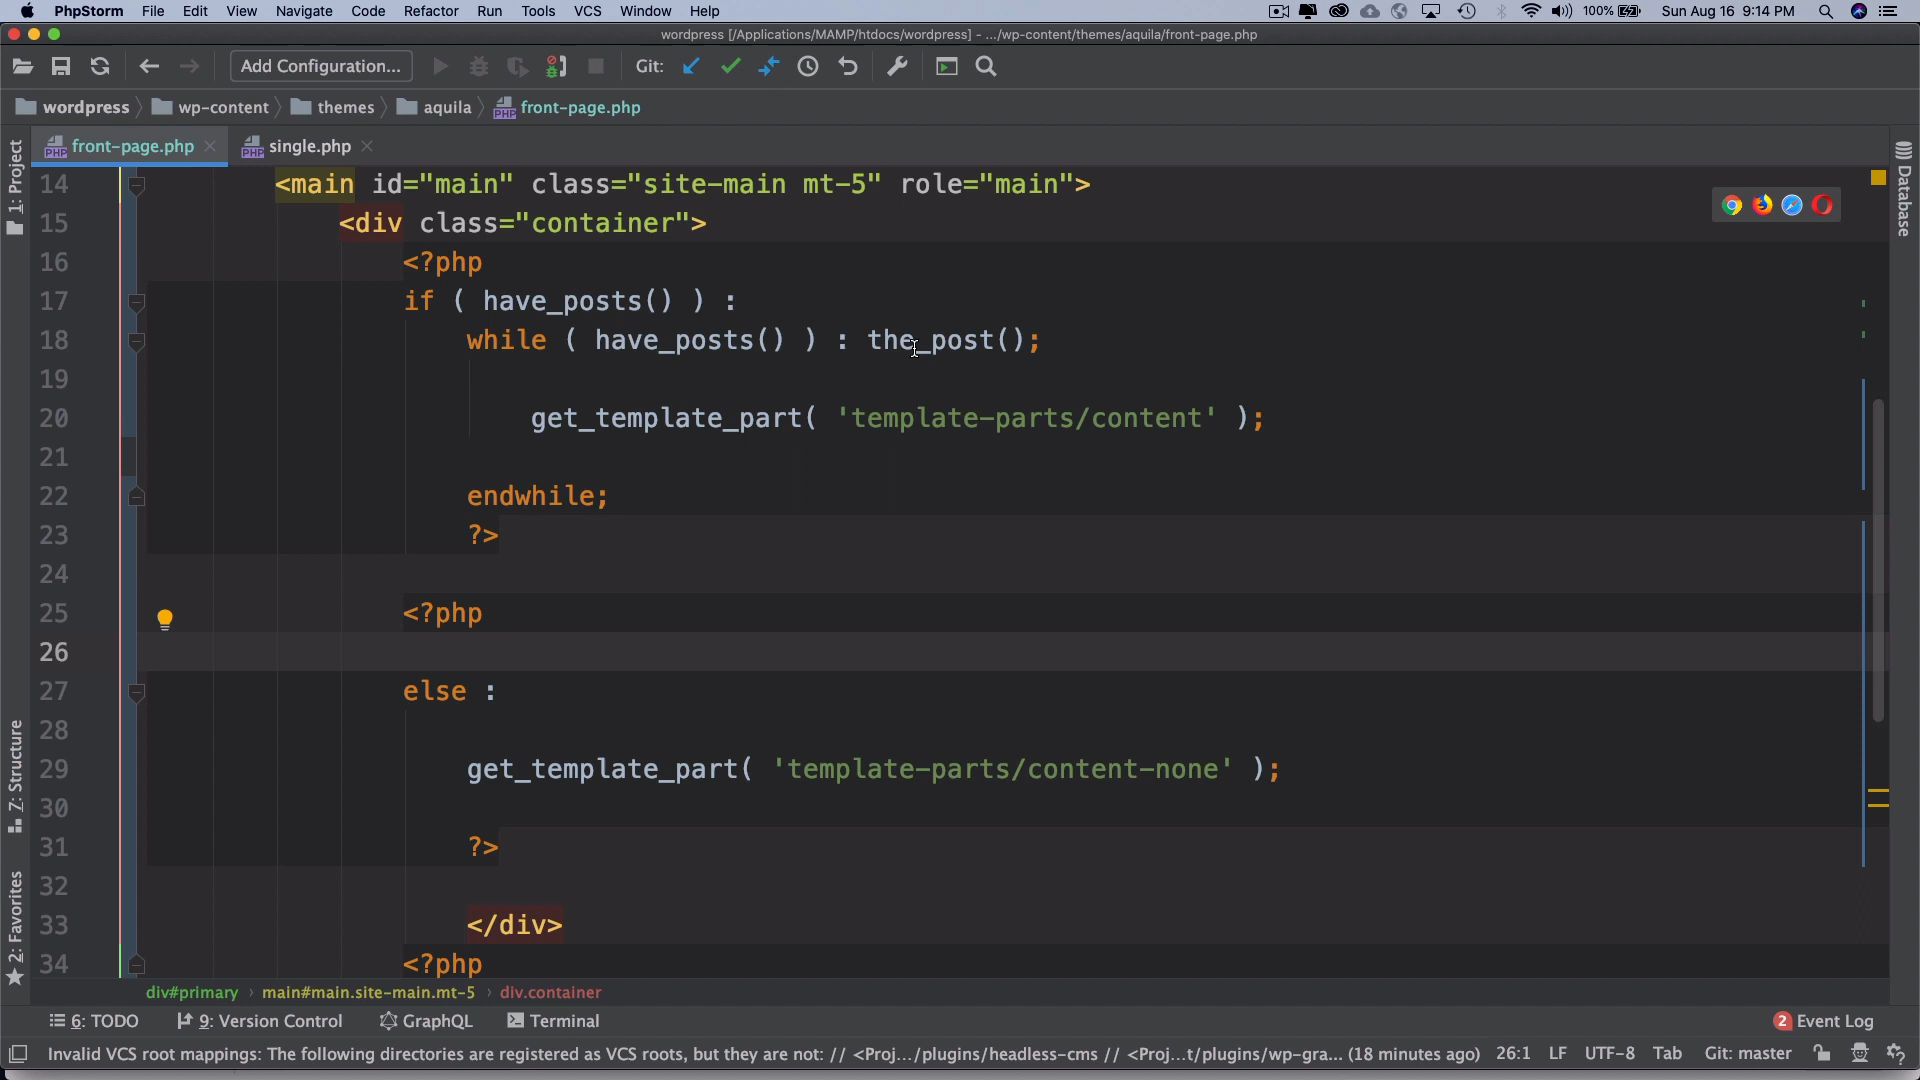 PhpStorm File Edit View Navigate Code Refactor Run Tools VCS Window Help 100% Sun Aug 16 9:14 PM
wordpress [/Applications/MAMP/htdocs/wordpress] - .../wp-content/themes/aquila/front-page.php
Add Configuration... Git:
wordpress wp-content themes aquila front-page.php
front-page.php single.php
1: Project
Database
14 <main id="main" class="site-main mt-5" role="main">
15 <div class="container">
16 <?php
17 if ( have_posts() ) :
18 while ( have_posts() ) : the_post();
19
20 get_template_part( 'template-parts/content' );
21
22 endwhile;
23 ?>
24
25 <?php
26
27 else :
28
29 get_template_part( 'template-parts/content-none' );
30
31 ?>
32
33 </div>
34 <?php
Z: Structure
2: Favorites
div#primary › main#main.site-main.mt-5 › div.container
6: TODO 9: Version Control GraphQL Terminal 2 Event Log
Invalid VCS root mappings: The following directories are registered as VCS roots, but they are not: // <Proj.../plugins/headless-cms // <Proj...t/plugins/wp-gra... (18 minutes ago) 26:1 LF UTF-8 Tab Git: master